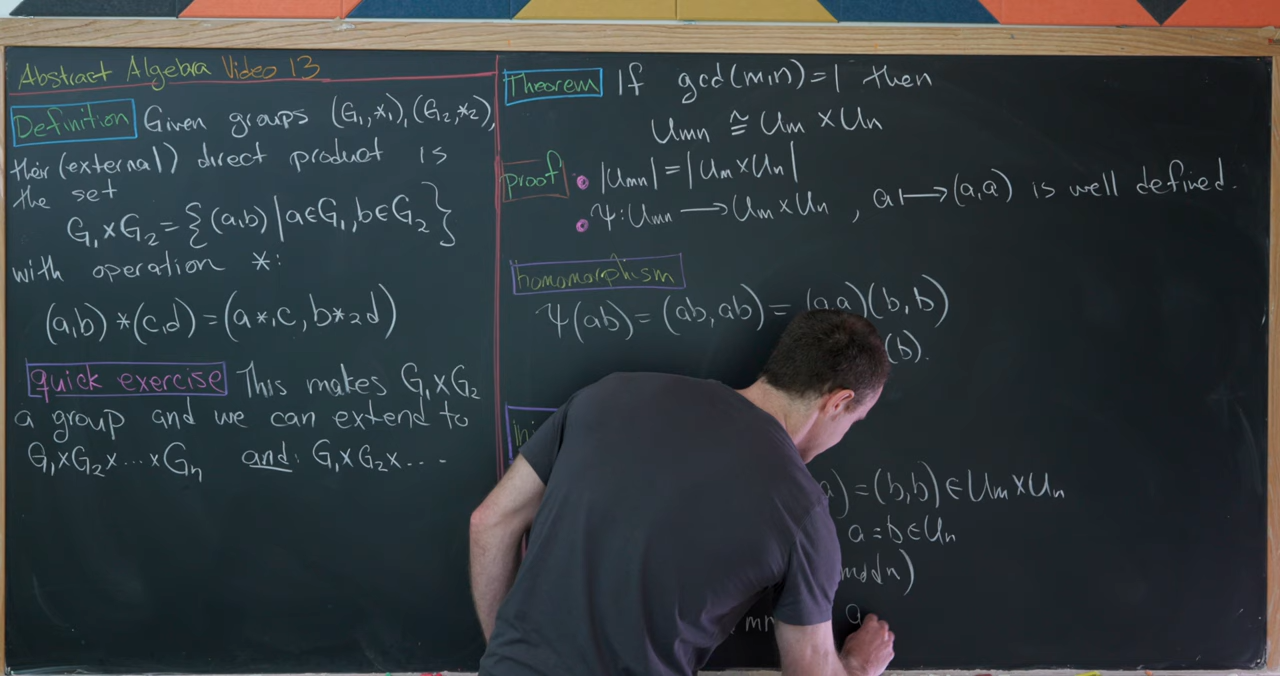 Abstract Algebra Video 13
Definition Given groups (G₁,*₁),(G₂,*₂),
their (external) direct product is
the set
G₁×G₂={(a,b)|a∈G₁,b∈G₂}
with operation *:
(a,b)*(c,d)=(a*₁c,b*₂d)
quick exercise This makes G₁×G₂
a group and we can extend to
G₁×G₂×...×Gₙ and: G₁×G₂×...
Theorem If gcd(m,n)=1 then
Uₘₙ ≅ Uₘ×Uₙ
proof • |Uₘₙ|=|Uₘ×Uₙ|
• Ψ:Uₘₙ⟶Uₘ×Uₙ, a⟼(a,a) is well defined.
homomorphism
Ψ(ab)=(ab,ab)=(a,a)(b,b)
(b).
a)=(b,b)∈Uₘ×Uₙ
a=b∈Uₙ
mod n)
a